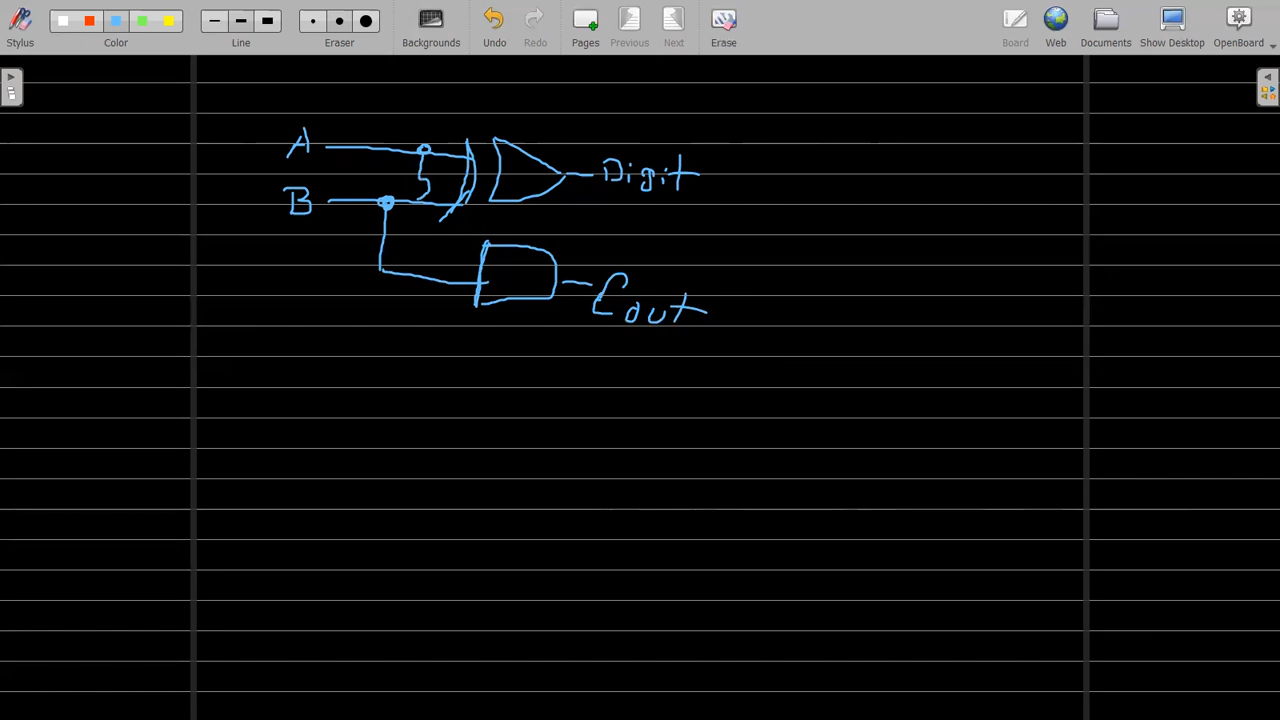 Stylus Color Line Eraser Backgrounds Undo Redo Pages Previous Next Erase Board Web Documents Show Desktop OpenBoard
A
B
Digit
Cout